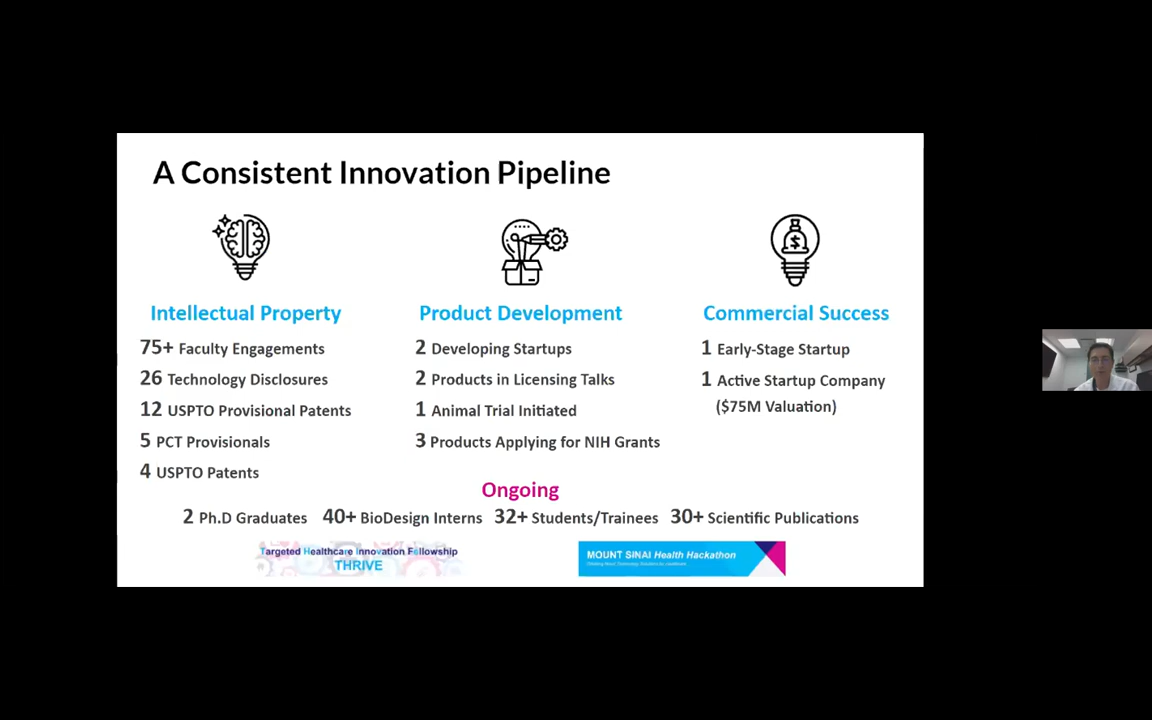 A Consistent Innovation Pipeline
Intellectual Property
75+ Faculty Engagements
26 Technology Disclosures
12 USPTO Provisional Patents
5 PCT Provisionals
4 USPTO Patents
Product Development
2 Developing Startups
2 Products in Licensing Talks
1 Animal Trial Initiated
3 Products Applying for NIH Grants
Commercial Success
1 Early-Stage Startup
1 Active Startup Company
($75M Valuation)
Ongoing
2 Ph.D Graduates 40+ BioDesign Interns 32+ Students/Trainees 30+ Scientific Publications
Targeted Healthcare Innovation Fellowship
THRIVE
MOUNT SINAI Health Hackathon